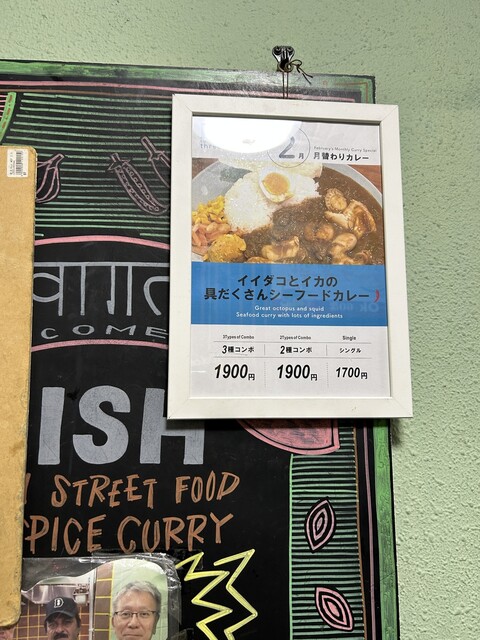 2月
February's Monthly Curry Special
月替わりカレー
イイダコとイカの
具だくさんシーフードカレー
Great octopus and squid
Seafood curry with lots of ingredients
3Types of Combo
3種コンボ
1900円
2Types of Combo
2種コンボ
1900円
Single
シングル
1700円
वागत
COME
ISH
STREET FOOD
PICE CURRY
D